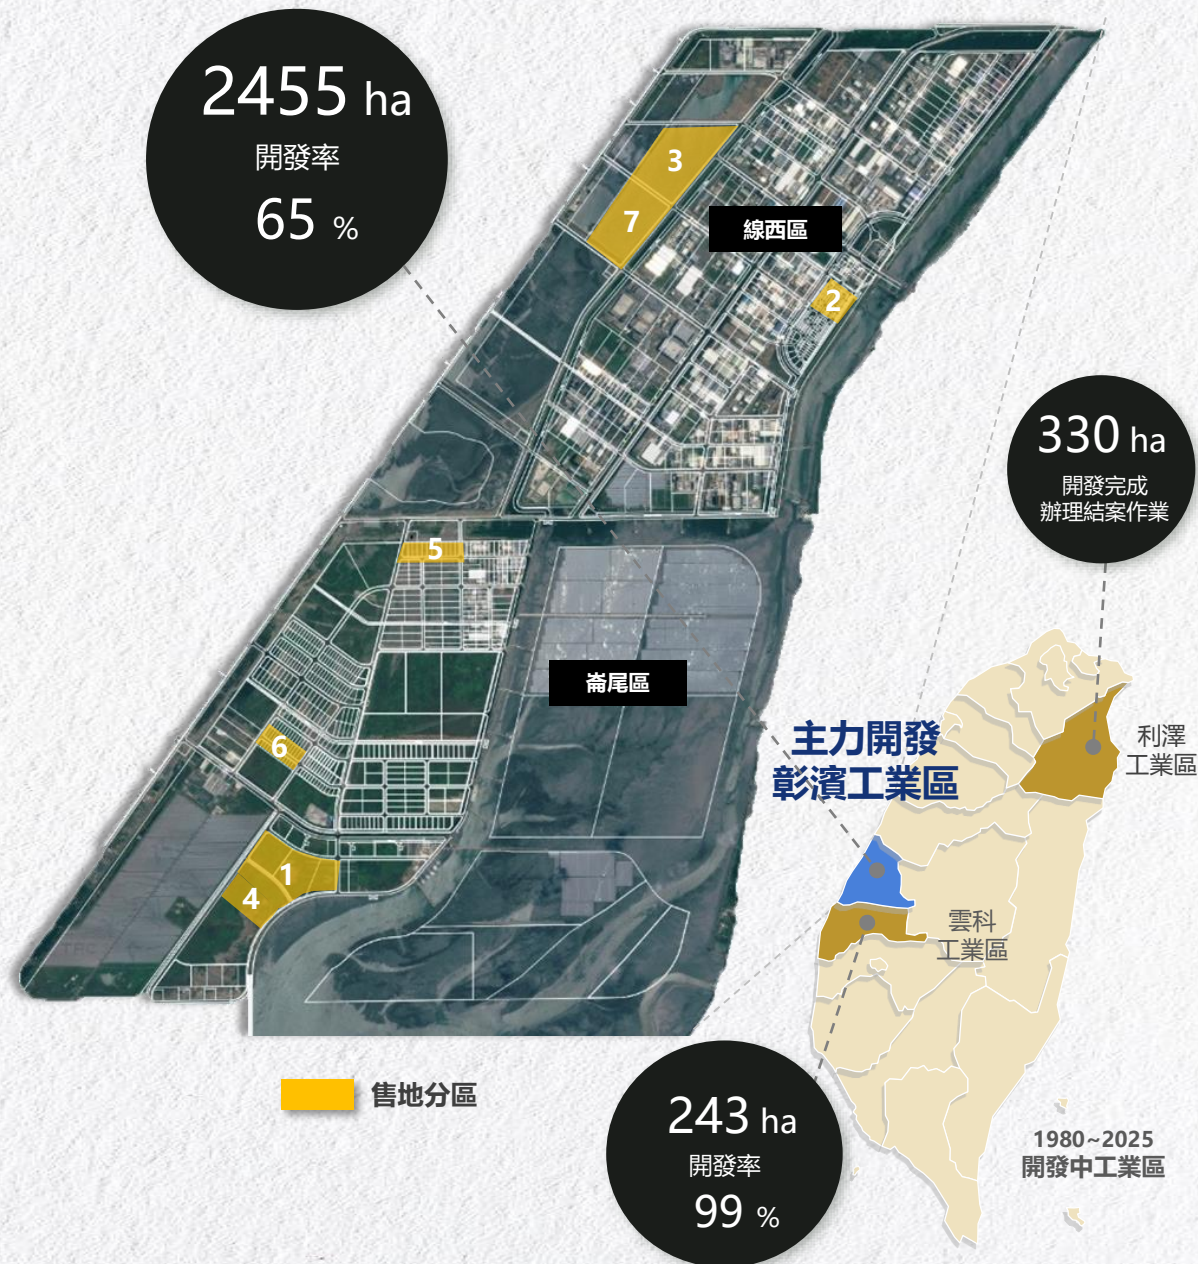 2455 ha
開發率
65 %
3
7
線西區
2
330 ha
開發完成
辦理結案作業
5
崙尾區
6
主力開發
彰濱工業區
利澤
工業區
1
4
雲科
工業區
售地分區
243 ha
開發率
99 %
1980~2025
開發中工業區